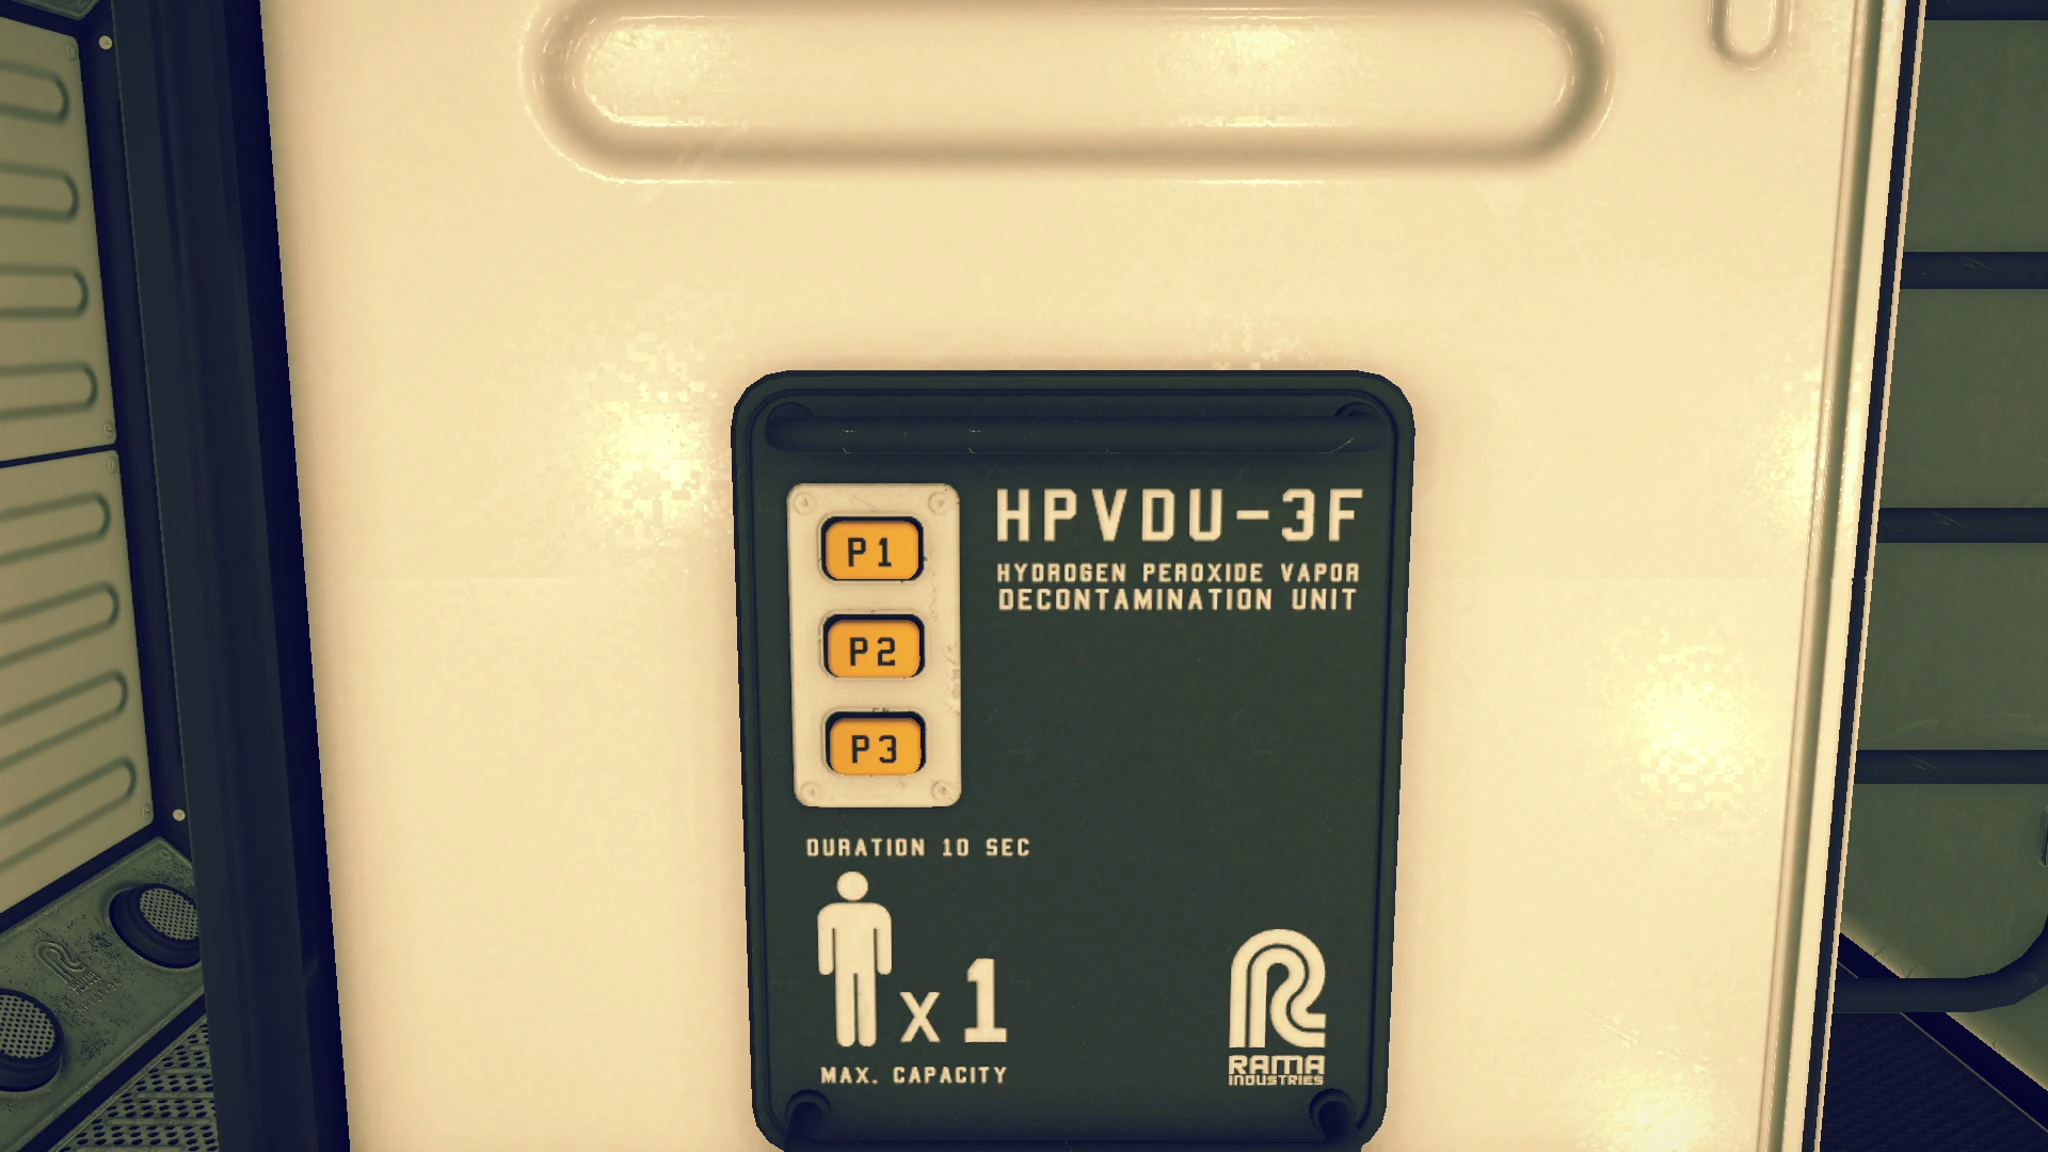 HPVDU-3F
HYDROGEN PEROXIDE VAPOR
DECONTAMINATION UNIT
P1
P2
P3
DURATION 10 SEC
x 1
MAX. CAPACITY
RAMA
INDUSTRIES